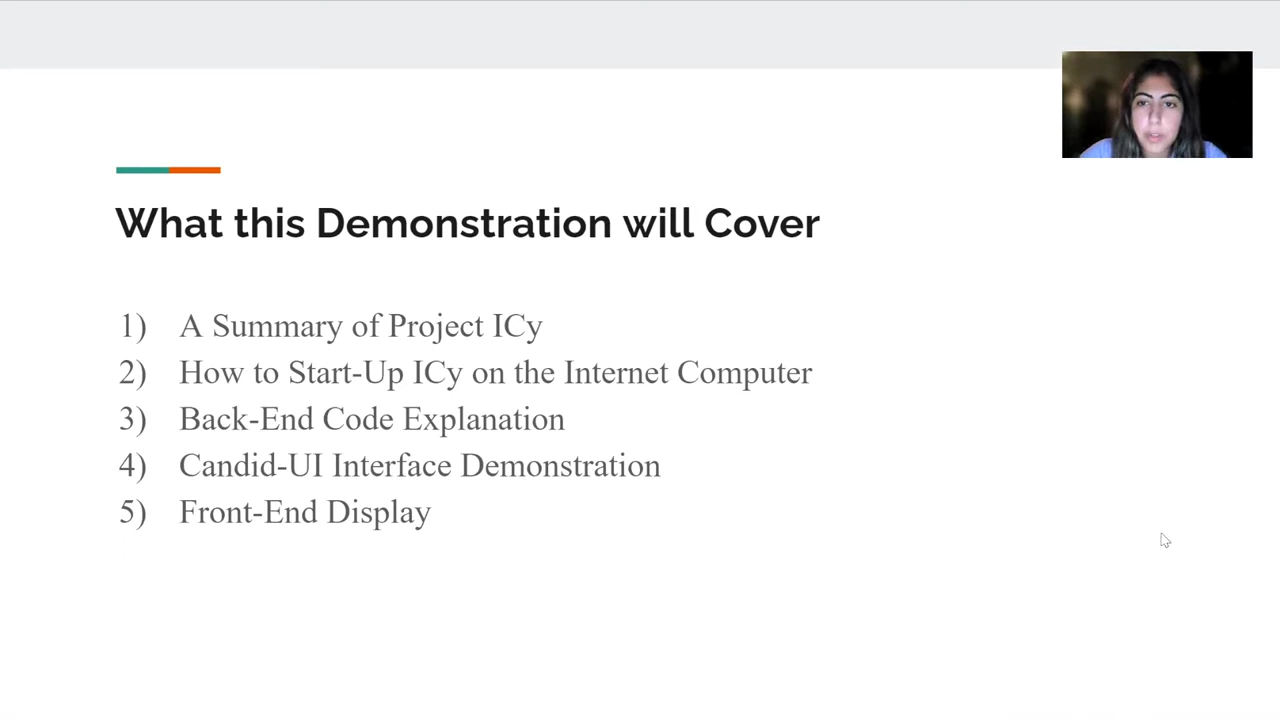 What this Demonstration will Cover
1) A Summary of Project ICy
2) How to Start-Up ICy on the Internet Computer
3) Back-End Code Explanation
4) Candid-UI Interface Demonstration
5) Front-End Display